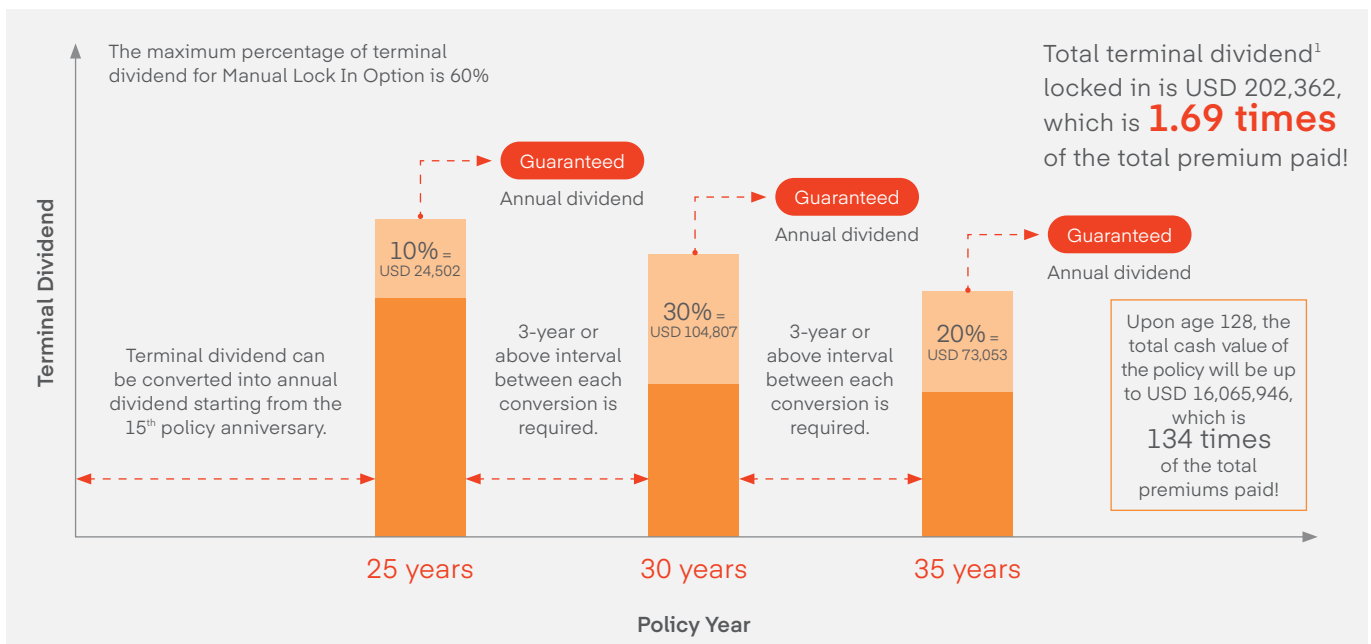 The maximum percentage of terminal
dividend for Manual Lock In Option is 60%
Total terminal dividend¹
locked in is USD 202,362,
which is 1.69 times
of the total premium paid!
Guaranteed
Annual dividend
Guaranteed
Annual dividend
Guaranteed
Annual dividend
10% =
USD 24,502
30% =
USD 104,807
20% =
USD 73,053
Terminal dividend can
be converted into annual
dividend starting from the
15th policy anniversary.
3-year or
above interval
between each
conversion is
required.
3-year or
above interval
between each
conversion is
required.
Upon age 128, the
total cash value of
the policy will be up
to USD 16,065,946,
which is
134 times
of the total
premiums paid!
Terminal Dividend
25 years
30 years
35 years
Policy Year